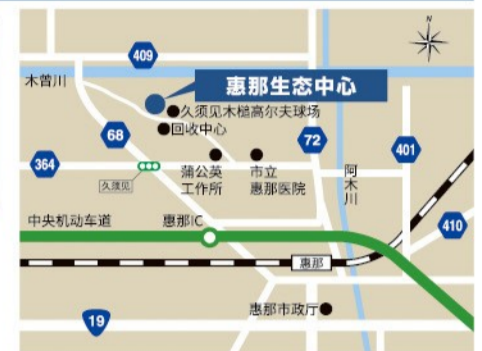 N
409
木曾川
惠那生态中心
久须见木槌高尔夫球场
回收中心
68
72
401
364
久须见
蒲公英
工作所
市立
惠那医院
阿木川
中央机动车道
惠那IC
410
惠那
惠那市政厅
19